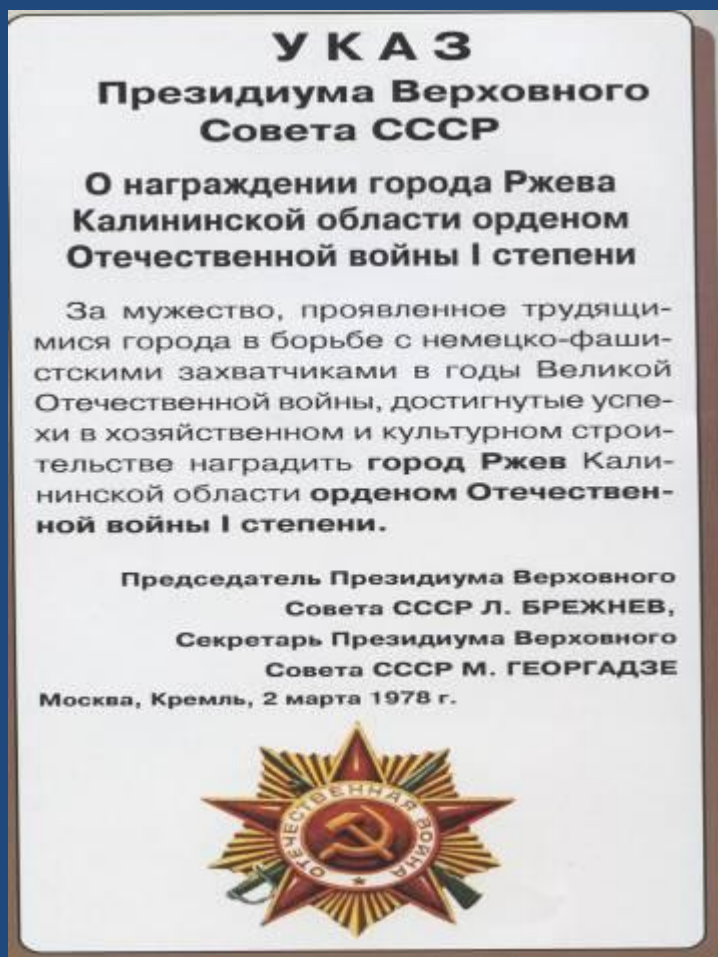 УКАЗ
Президиума Верховного
Совета СССР
О награждении города Ржева
Калининской области орденом
Отечественной войны I степени
За мужество, проявленное трудящи-
мися города в борьбе с немецко-фаши-
стскими захватчиками в годы Великой
Отечественной войны, достигнутые успе-
хи в хозяйственном и культурном строи-
тельстве наградить город Ржев Кали-
нинской области орденом Отечествен-
ной войны I степени.
Председатель Президиума Верховного
Совета СССР Л. БРЕЖНЕВ,
Секретарь Президиума Верховного
Совета СССР М. ГЕОРГАДЗЕ
Москва, Кремль, 2 марта 1978 г.
ОТЕЧЕСТВЕННАЯ ВОЙНА